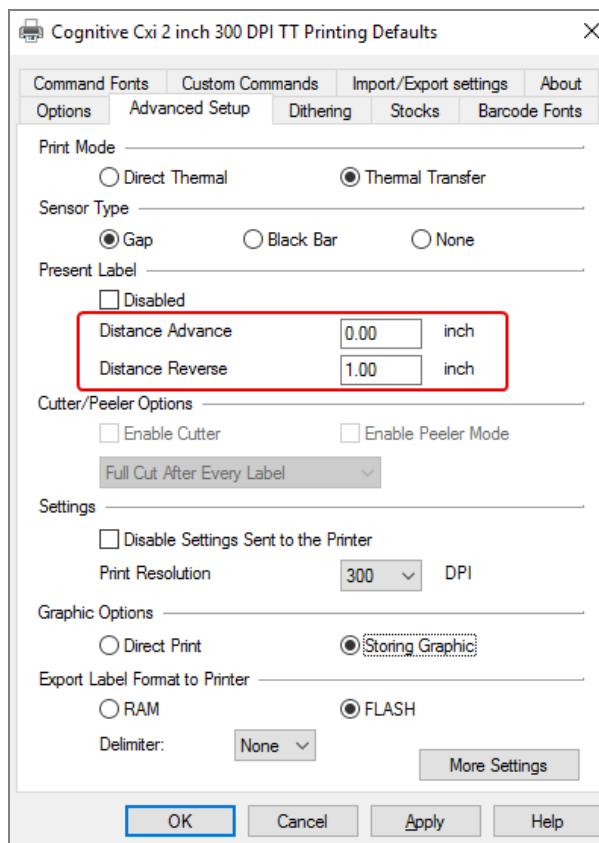 Cognitive Cxi 2 inch 300 DPI TT Printing Defaults
Command Fonts Custom Commands Import/Export settings About
Options Advanced Setup Dithering Stocks Barcode Fonts
Print Mode
Direct Thermal Thermal Transfer
Sensor Type
Gap Black Bar None
Present Label
Disabled
Distance Advance 0.00 inch
Distance Reverse 1.00 inch
Cutter/Peeler Options
Enable Cutter Enable Peeler Mode
Full Cut After Every Label
Settings
Disable Settings Sent to the Printer
Print Resolution 300 DPI
Graphic Options
Direct Print Storing Graphic
Export Label Format to Printer
RAM FLASH
Delimiter: None
More Settings
OK Cancel Apply Help